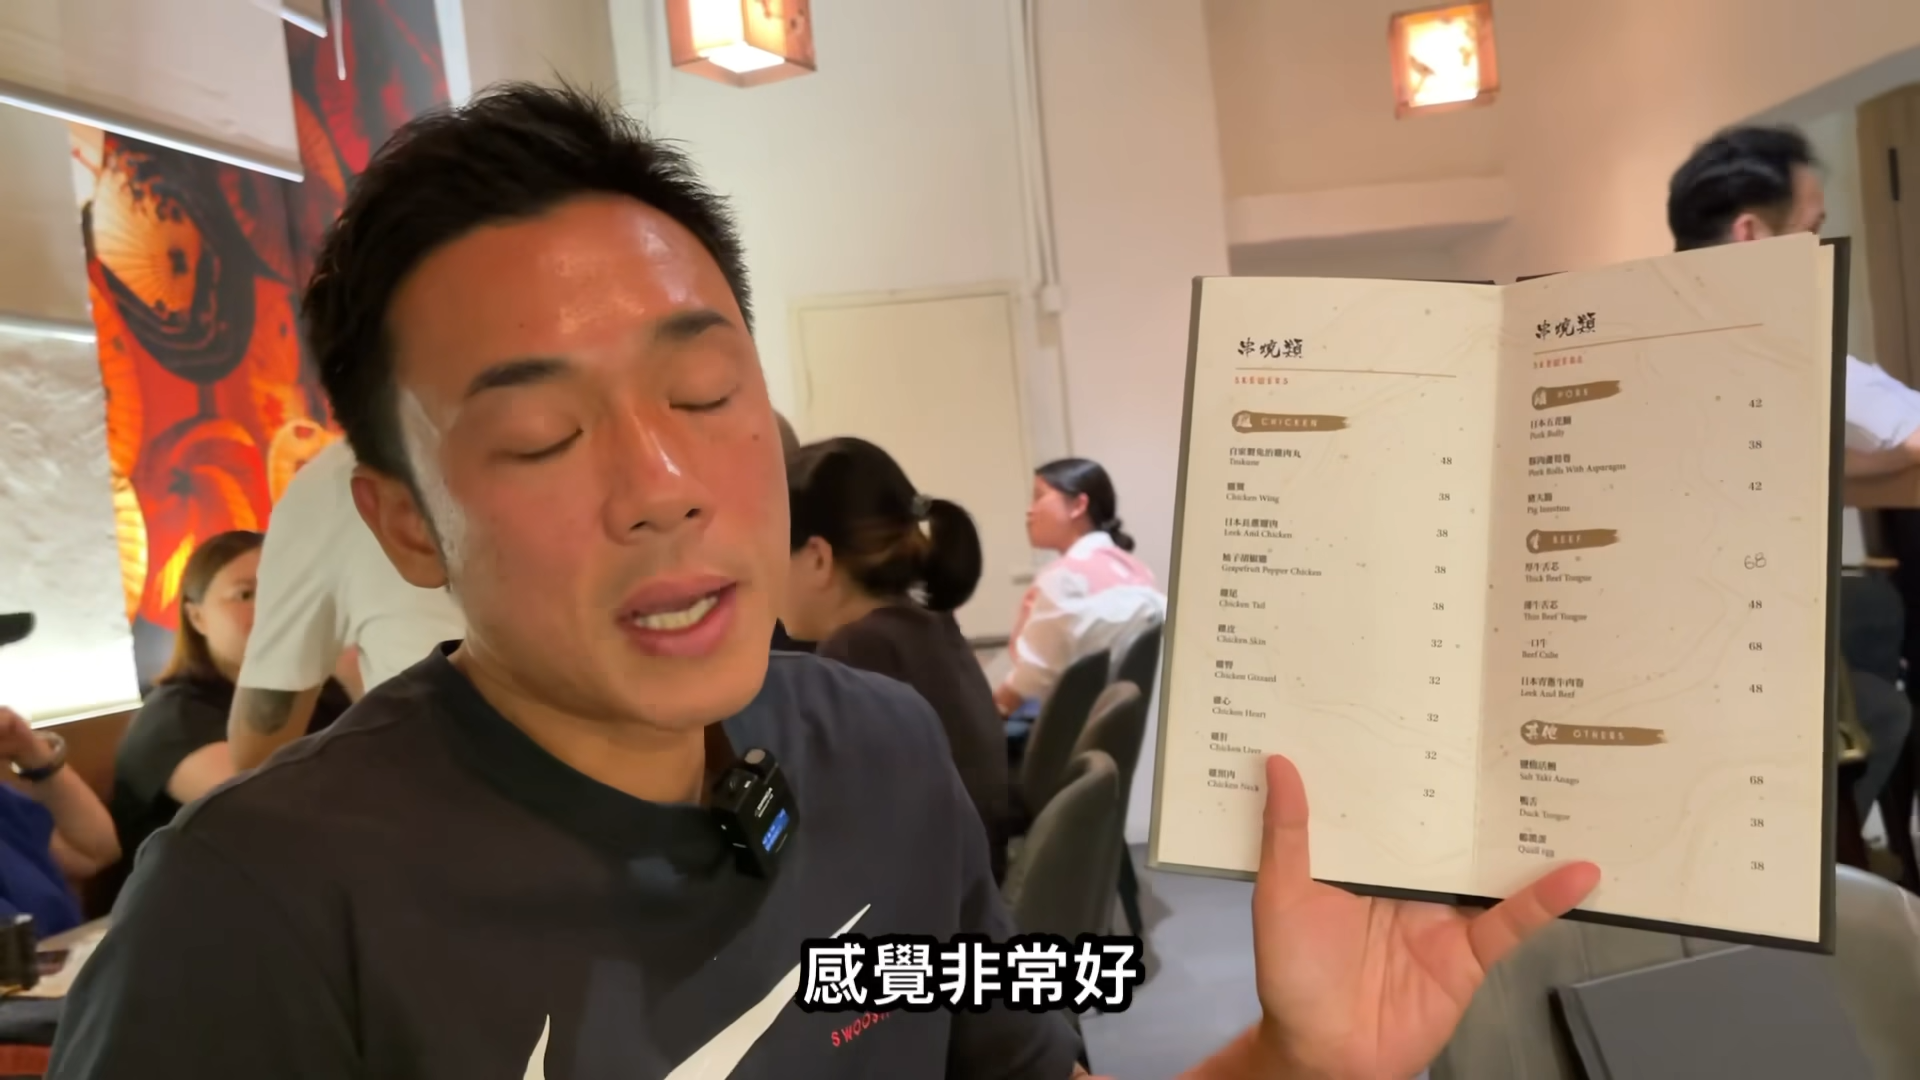 串燒類
SKEWERS
CHICKEN
自家製免治雞肉丸
Tsukune 48
雞翼
Chicken Wing 38
日本長蔥雞肉
Leek And Chicken 38
柚子胡椒雞
Grapefruit Pepper Chicken 38
雞尾
Chicken Tail 38
雞皮
Chicken Skin 32
雞腎
Chicken Gizzard 32
雞心
Chicken Heart 32
雞肝
Chicken Liver 32
雞頸肉
Chicken Neck 32
串燒類
SKEWERS
PORK
日本五花腩 42
Pork Belly
豚肉蘆筍卷 38
Pork Rolls With Asparagus
豬大腸 42
Pig Intestine
牛 BEEF
厚牛舌芯 68
Thick Beef Tongue
薄牛舌芯 48
Thin Beef Tongue
一口牛 68
Beef Cube
日本青蔥牛肉卷 48
Leek And Beef
其他 OTHERS
鹽燒活鰻
Salt Yaki Anago 68
鴨舌
Duck Tongue 38
鵪鶉蛋
Quail egg 38
感覺非常好
SWOOSH